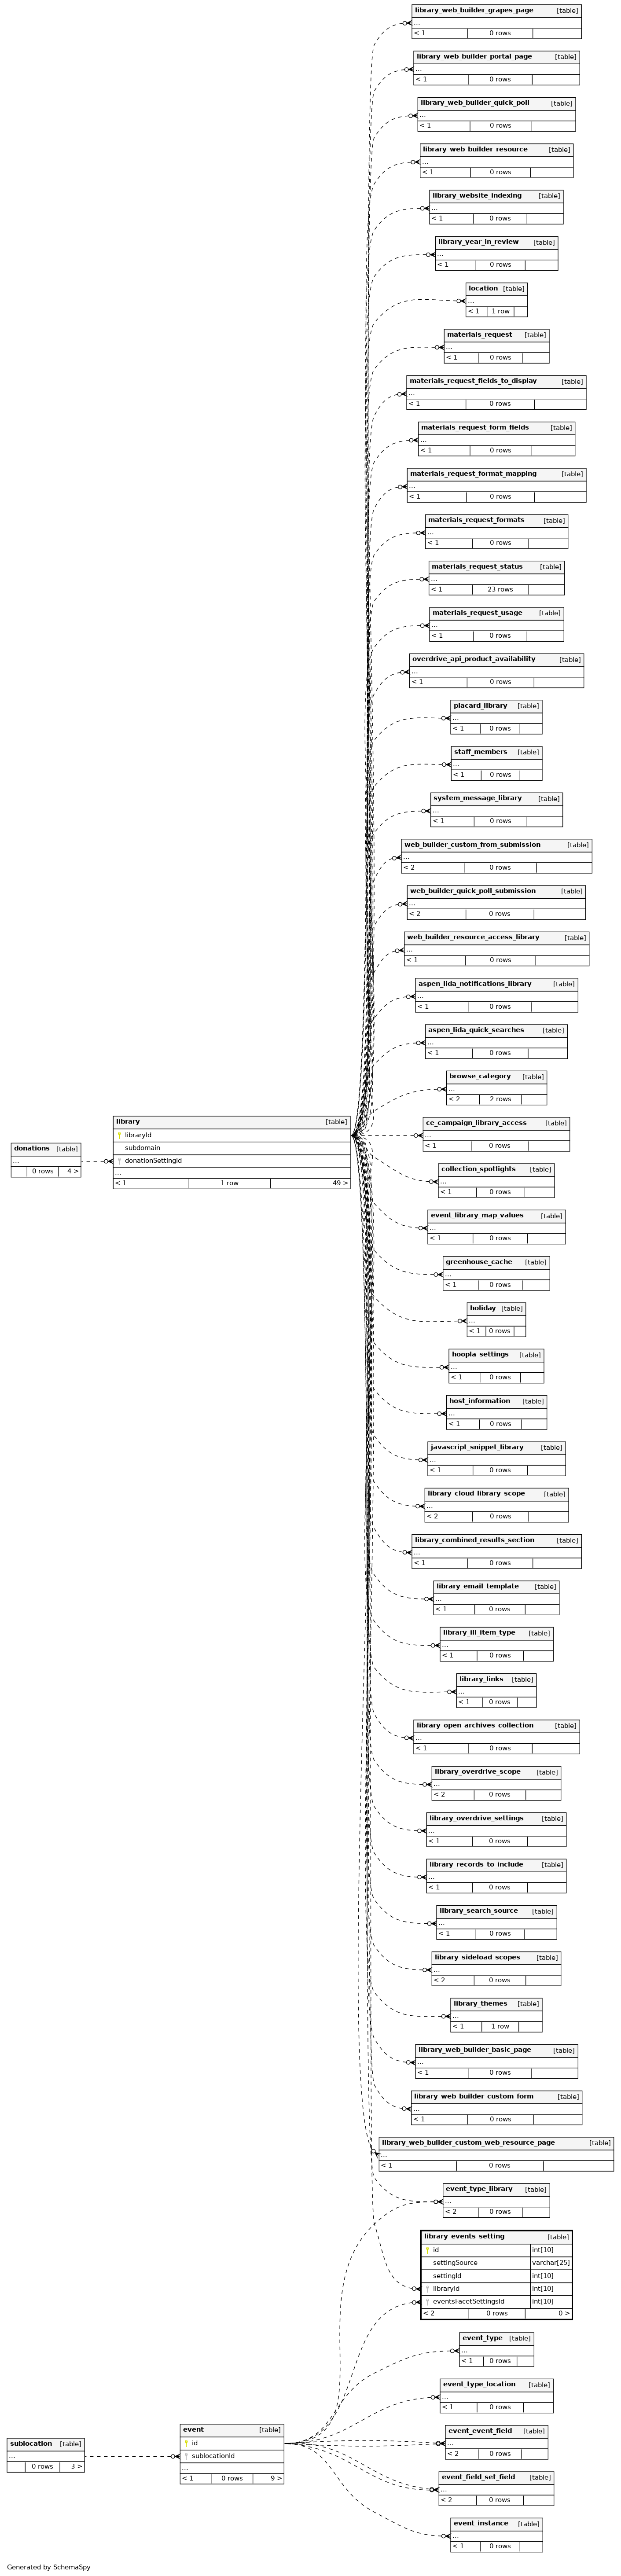 library_web_builder_grapes_page [table]
...
< 1 0 rows
library_web_builder_portal_page [table]
...
< 1 0 rows
library_web_builder_quick_poll [table]
...
< 1 0 rows
library_web_builder_resource [table]
...
< 1 0 rows
library_website_indexing [table]
...
< 1 0 rows
library_year_in_review [table]
...
< 1 0 rows
location [table]
...
< 1 1 row
materials_request [table]
...
< 1 0 rows
materials_request_fields_to_display [table]
...
< 1 0 rows
materials_request_form_fields [table]
...
< 1 0 rows
materials_request_format_mapping [table]
...
< 1 0 rows
materials_request_formats [table]
...
< 1 0 rows
materials_request_status [table]
...
< 1 23 rows
materials_request_usage [table]
...
< 1 0 rows
overdrive_api_product_availability [table]
...
< 1 0 rows
placard_library [table]
...
< 1 0 rows
staff_members [table]
...
< 1 0 rows
system_message_library [table]
...
< 1 0 rows
web_builder_custom_from_submission [table]
...
< 2 0 rows
web_builder_quick_poll_submission [table]
...
< 2 0 rows
web_builder_resource_access_library [table]
...
< 1 0 rows
aspen_lida_notifications_library [table]
...
< 1 0 rows
aspen_lida_quick_searches [table]
...
< 1 0 rows
browse_category [table]
...
< 2 2 rows
donations [table]
...
0 rows 4 >
library [table]
libraryId
subdomain
donationSettingId
...
< 1 1 row 49 >
ce_campaign_library_access [table]
...
< 1 0 rows
collection_spotlights [table]
...
< 1 0 rows
event_library_map_values [table]
...
< 1 0 rows
greenhouse_cache [table]
...
< 1 0 rows
holiday [table]
...
< 1 0 rows
hoopla_settings [table]
...
< 1 0 rows
host_information [table]
...
< 1 0 rows
javascript_snippet_library [table]
...
< 1 0 rows
library_cloud_library_scope [table]
...
< 2 0 rows
library_combined_results_section [table]
...
< 1 0 rows
library_email_template [table]
...
< 1 0 rows
library_ill_item_type [table]
...
< 1 0 rows
library_links [table]
...
< 1 0 rows
library_open_archives_collection [table]
...
< 1 0 rows
library_overdrive_scope [table]
...
< 2 0 rows
library_overdrive_settings [table]
...
< 1 0 rows
library_records_to_include [table]
...
< 1 0 rows
library_search_source [table]
...
< 1 0 rows
library_sideload_scopes [table]
...
< 2 0 rows
library_themes [table]
...
< 1 1 row
library_web_builder_basic_page [table]
...
< 1 0 rows
library_web_builder_custom_form [table]
...
< 1 0 rows
library_web_builder_custom_web_resource_page [table]
...
< 1 0 rows
event_type_library [table]
...
< 2 0 rows
library_events_setting [table]
id int[10]
settingSource varchar[25]
settingId int[10]
libraryId int[10]
eventsFacetSettingsId int[10]
< 2 0 rows 0 >
event_type [table]
...
< 1 0 rows
event_type_location [table]
...
< 1 0 rows
sublocation [table]
...
0 rows 3 >
event [table]
id
sublocationId
...
< 1 0 rows 9 >
event_event_field [table]
...
< 2 0 rows
event_field_set_field [table]
...
< 2 0 rows
event_instance [table]
...
< 1 0 rows
Generated by SchemaSpy